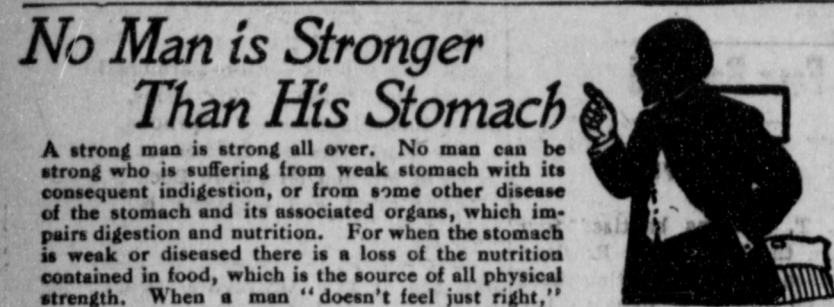 No Man is Stronger
Than His Stomach
A strong man is strong all over. No man can be
strong who is suffering from weak stomach with its
consequent indigestion, or from some other disease
of the stomach and its associated organs, which im-
pairs digestion and nutrition. For when the stomach
is weak or diseased there is a loss of the nutrition
contained in food, which is the source of all physical
strength. When a man "doesn't feel just right,"